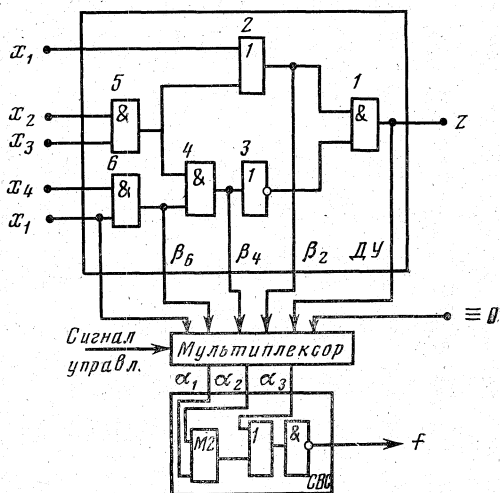 2
x₁
1
5
1
x₂
&
&
Z
x₃
6
4
3
x₄
&
&
1
x₁
β₆
β₄
β₂
ДУ
≡ 0
Сигнал
управл.
Мультиплексор
α₁
α₂
α₃
М2
1
&
f
СВС